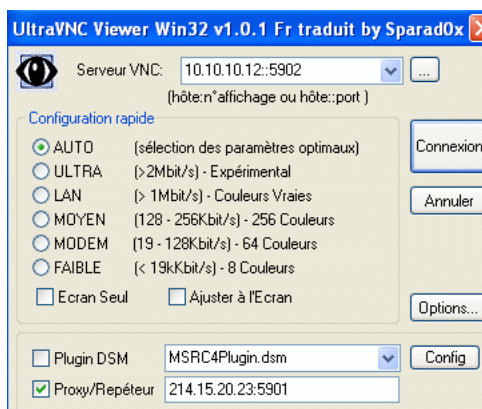 UltraVNC Viewer Win32 v1.0.1 Fr traduit by Sparad0x
Serveur VNC: 10.10.10.12::5902 ...
(hôte:n°affichage ou hôte::port )
Configuration rapide
AUTO (sélection des paramètres optimaux)
Connexion
ULTRA (>2Mbit/s) - Expérimental
LAN (> 1Mbit/s) - Couleurs Vraies
Annuler
MOYEN (128 - 256Kbit/s) - 256 Couleurs
MODEM (19 - 128Kbit/s) - 64 Couleurs
FAIBLE (< 19kKbit/s) - 8 Couleurs
Ecran Seul Ajuster à l'Ecran
Options...
Plugin DSM MSRC4Plugin.dsm Config
Proxy/Repéteur 214.15.20.23:5901